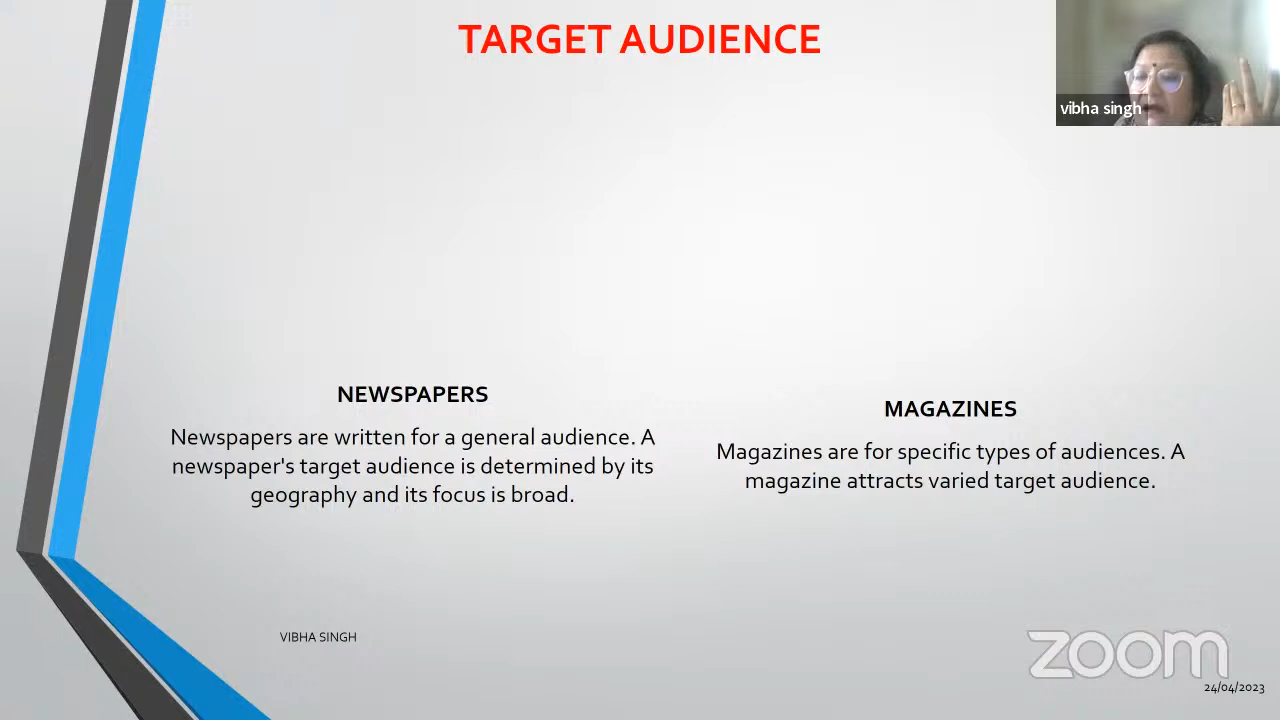 TARGET AUDIENCE
vibha singh
NEWSPAPERS
Newspapers are written for a general audience. A
newspaper's target audience is determined by its
geography and its focus is broad.
MAGAZINES
Magazines are for specific types of audiences. A
magazine attracts varied target audience.
VIBHA SINGH
zoom
24/04/2023